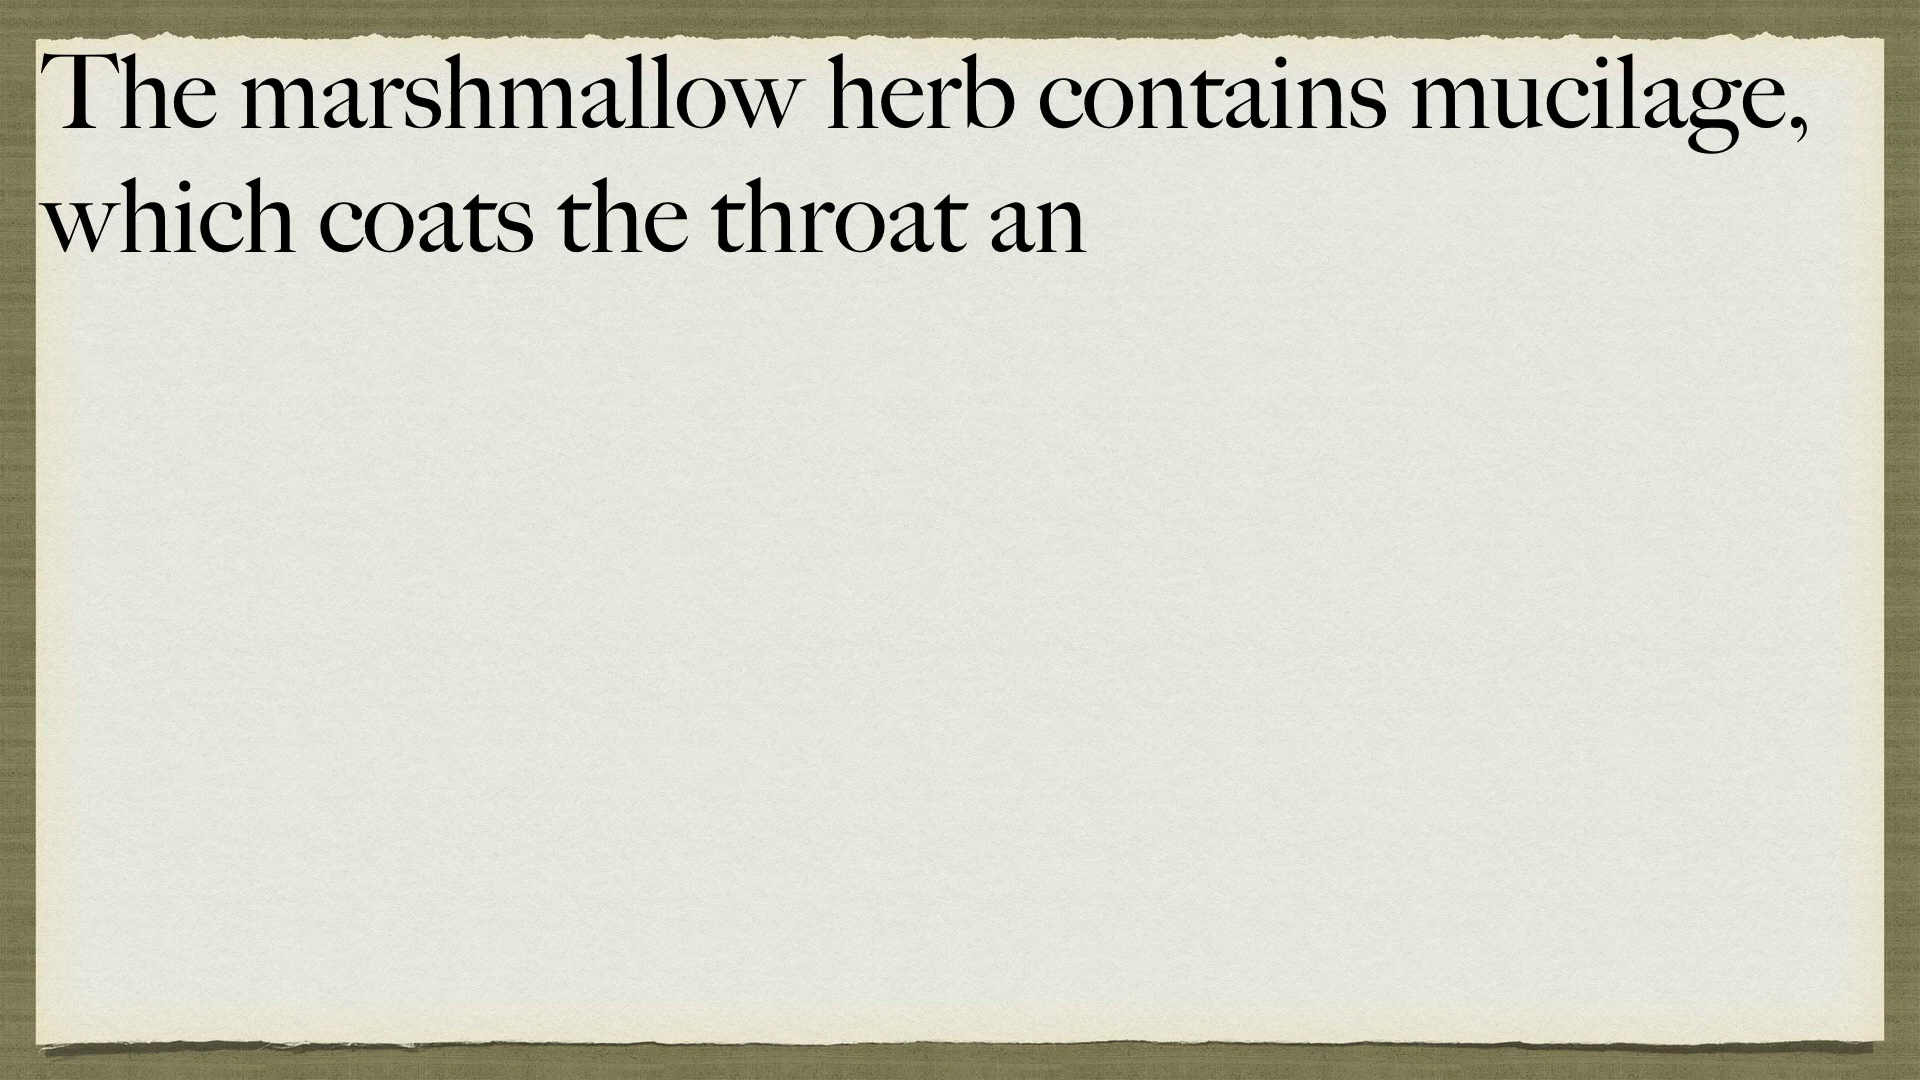 The marshmallow herb contains mucilage,
which coats the throat an